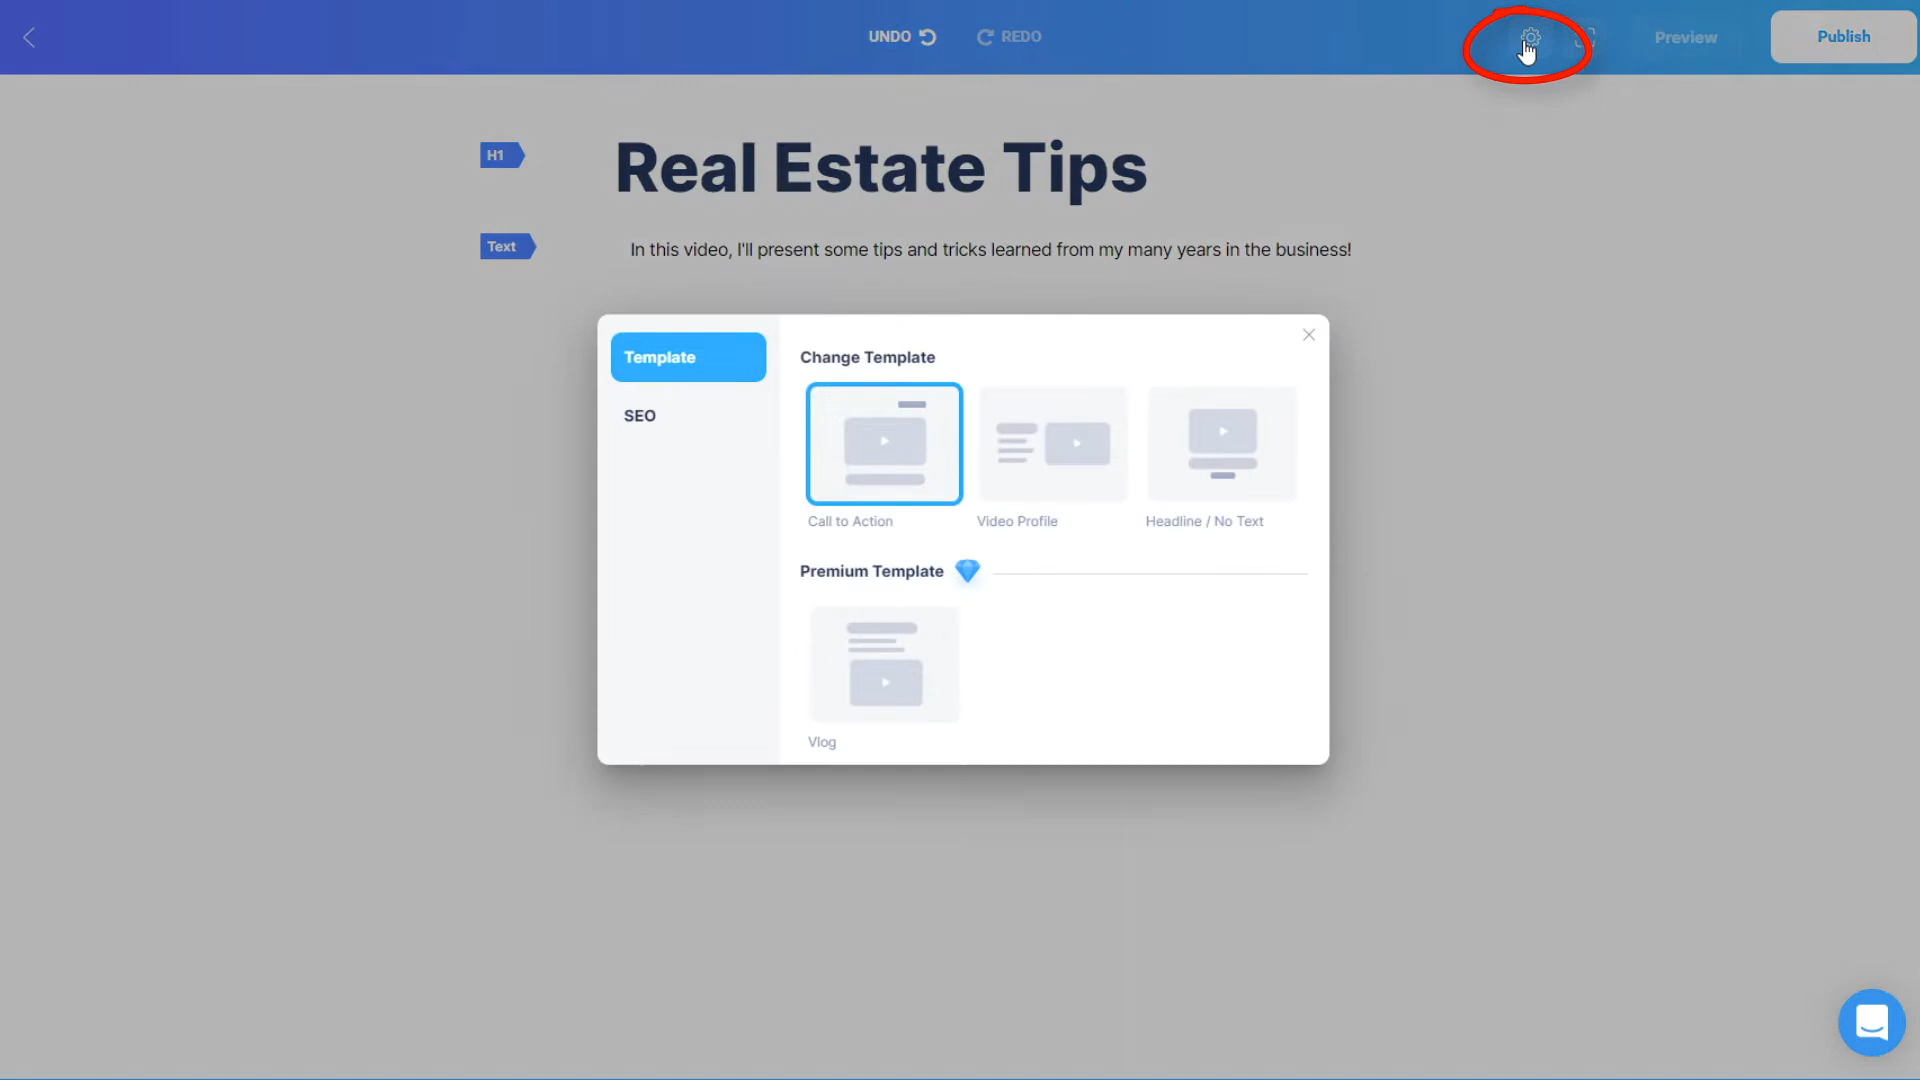 UNDO
REDO
Preview
Publish
H1
Real Estate Tips
Text
In this video, I'll present some tips and tricks learned from my many years in the business!
Template
SEO
Change Template
Call to Action
Video Profile
Headline / No Text
Premium Template
Vlog